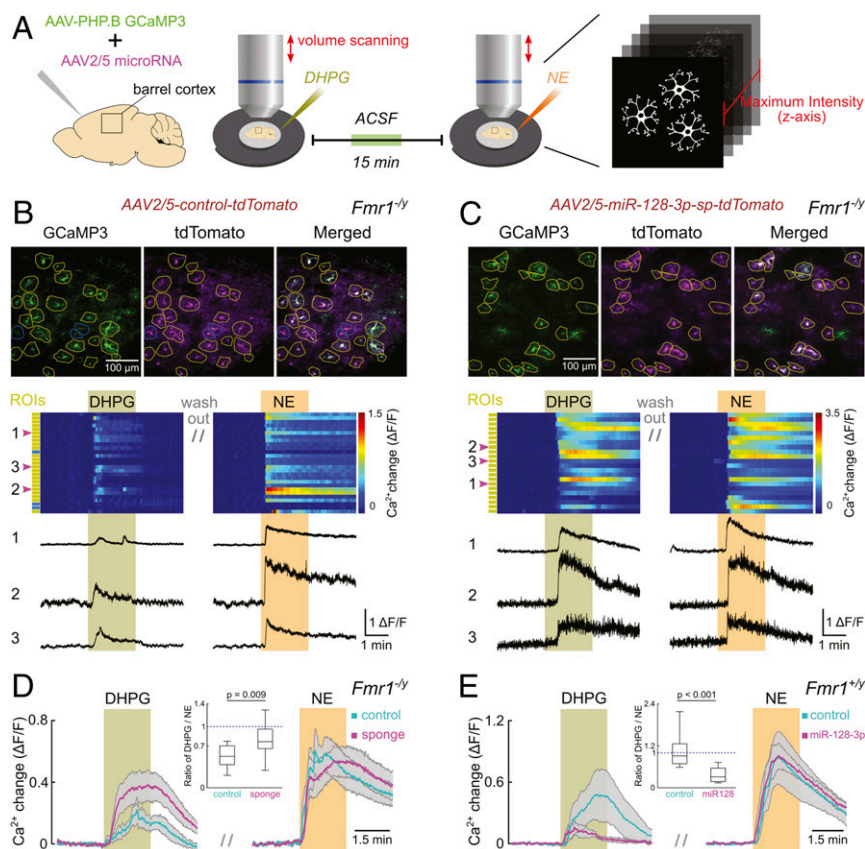 A
AAV-PHP.B GCaMP3
+
AAV2/5 microRNA
barrel cortex
volume scanning
DHPG
ACSF
15 min
NE
Maximum Intensity
(z-axis)
B
AAV2/5-control-tdTomato
Fmr1-/y
GCaMP3
tdTomato
Merged
100 µm
ROIs
DHPG
wash
out
//
NE
1
3
2
1.5
0
Ca2+change (ΔF/F)
1
2
3
1 ΔF/F
1 min
C
AAV2/5-miR-128-3p-sp-tdTomato
Fmr1-/y
GCaMP3
tdTomato
Merged
100 µm
DHPG
wash
out
//
NE
2
3
1
3.5
0
Ca2+change (ΔF/F)
1
2
3
1 ΔF/F
1 min
D
DHPG
NE
Fmr1-/y
Ca2+ change (ΔF/F)
0.8
0.4
0
p = 0.009
Ratio of DHPG / NE
1.4
1
0.7
0
control
sponge
control
sponge
//
1.5 min
E
DHPG
NE
Fmr1+/y
1.2
0.6
0
Ca2+ change (ΔF/F)
p < 0.001
Ratio of DHPG / NE
2.4
1.2
1
0
control
miR128
control
miR-128-3p
//
1.5 min